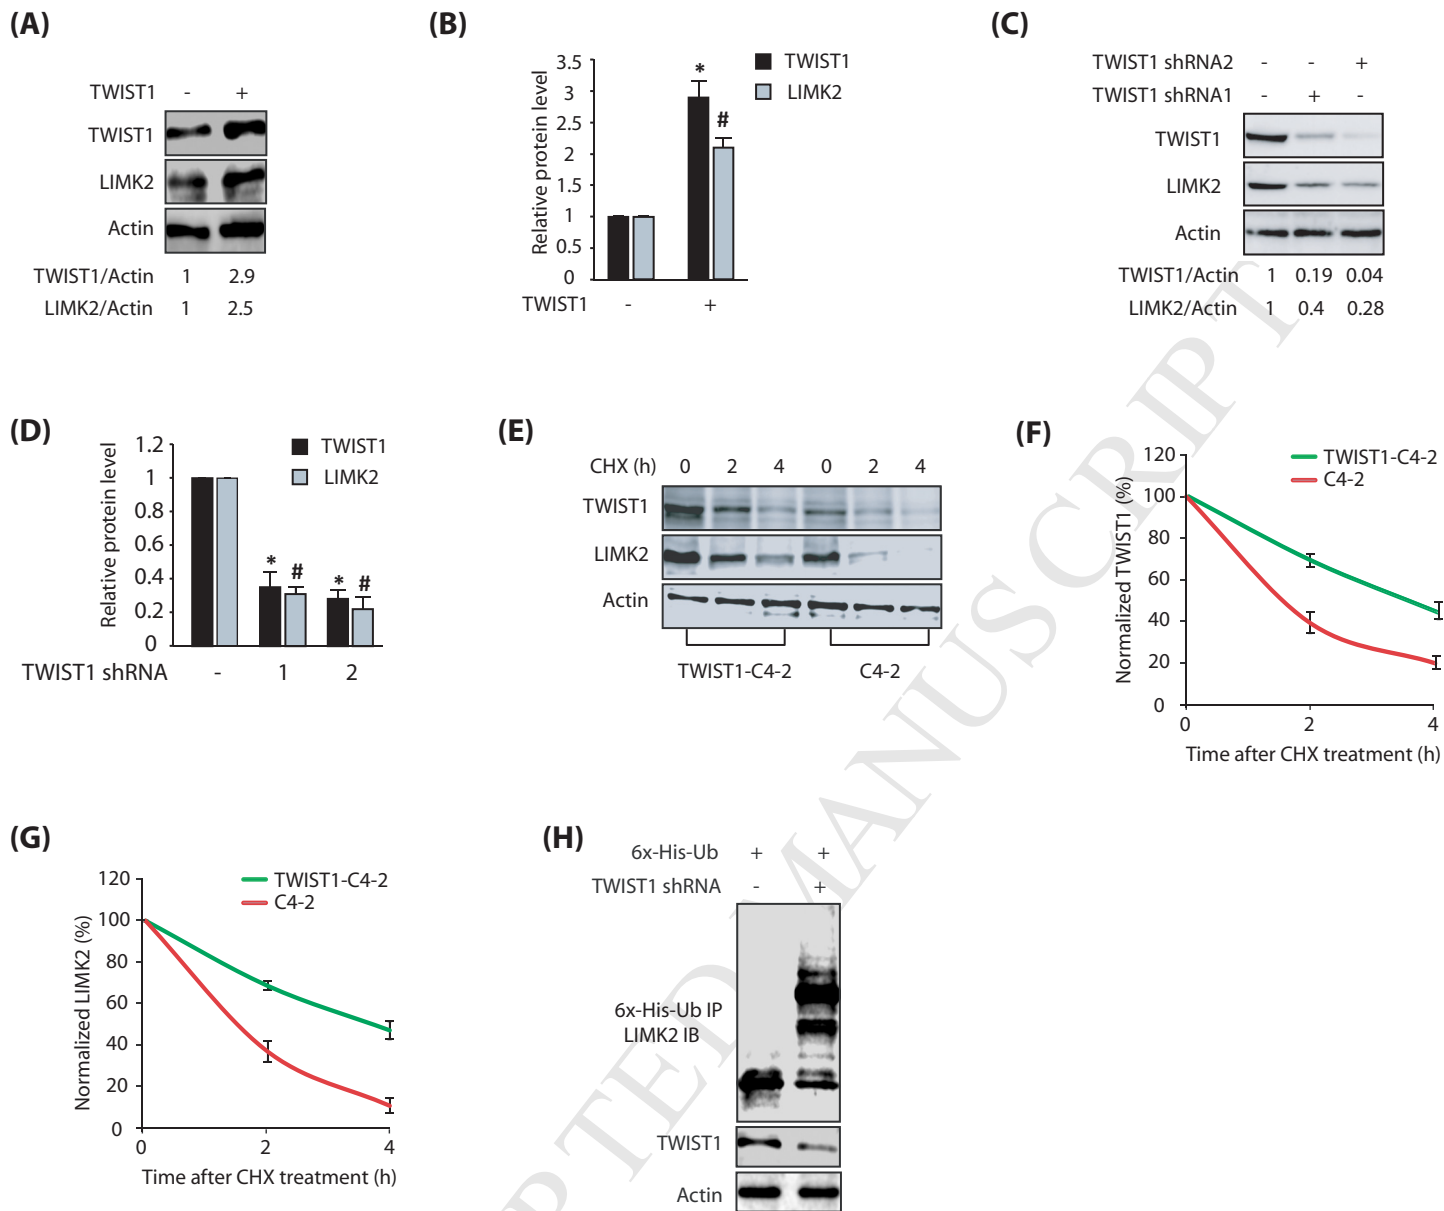 (A)
TWIST1 - +
TWIST1
LIMK2
Actin
TWIST1/Actin 1 2.9
LIMK2/Actin 1 2.5
(B)
Relative protein level
3.5
3
2.5
2
1.5
1
0.5
0
* #
TWIST1
LIMK2
TWIST1 - +
(C)
TWIST1 shRNA2 - - +
TWIST1 shRNA1 - + -
TWIST1
LIMK2
Actin
TWIST1/Actin 1 0.19 0.04
LIMK2/Actin 1 0.4 0.28
(D)
Relative protein level
1.2
1
0.8
0.6
0.4
0.2
0
TWIST1
LIMK2
* # * #
TWIST1 shRNA - 1 2
(E)
CHX (h) 0 2 4 0 2 4
TWIST1
LIMK2
Actin
TWIST1-C4-2 C4-2
(F)
Normalized TWIST1 (%)
120
100
80
60
40
20
0
TWIST1-C4-2
C4-2
0 2 4
Time after CHX treatment (h)
(G)
Normalized LIMK2 (%)
120
100
80
60
40
20
0
TWIST1-C4-2
C4-2
0 2 4
Time after CHX treatment (h)
(H)
6x-His-Ub + +
TWIST1 shRNA - +
6x-His-Ub IP
LIMK2 IB
TWIST1
Actin
PTED MANUSCRIPT